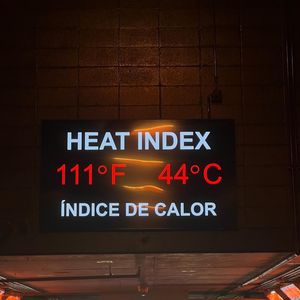 HEAT INDEX
111°F 44°C
ÍNDICE DE CALOR